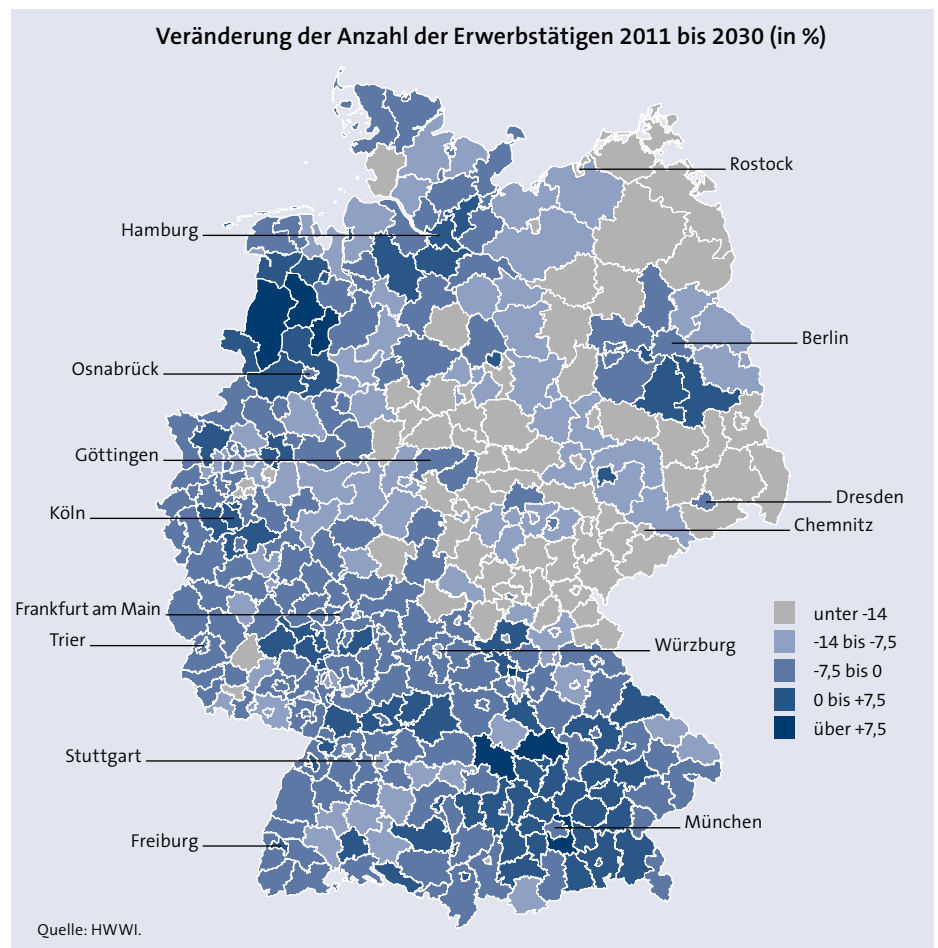 Veränderung der Anzahl der Erwerbstätigen 2011 bis 2030 (in %)
Rostock
Hamburg
Berlin
Osnabrück
Göttingen
Dresden
Köln
Chemnitz
Frankfurt am Main
Trier
Würzburg
unter -14
-14 bis -7,5
-7,5 bis 0
0 bis +7,5
über +7,5
Stuttgart
München
Freiburg
Quelle: HWWI.